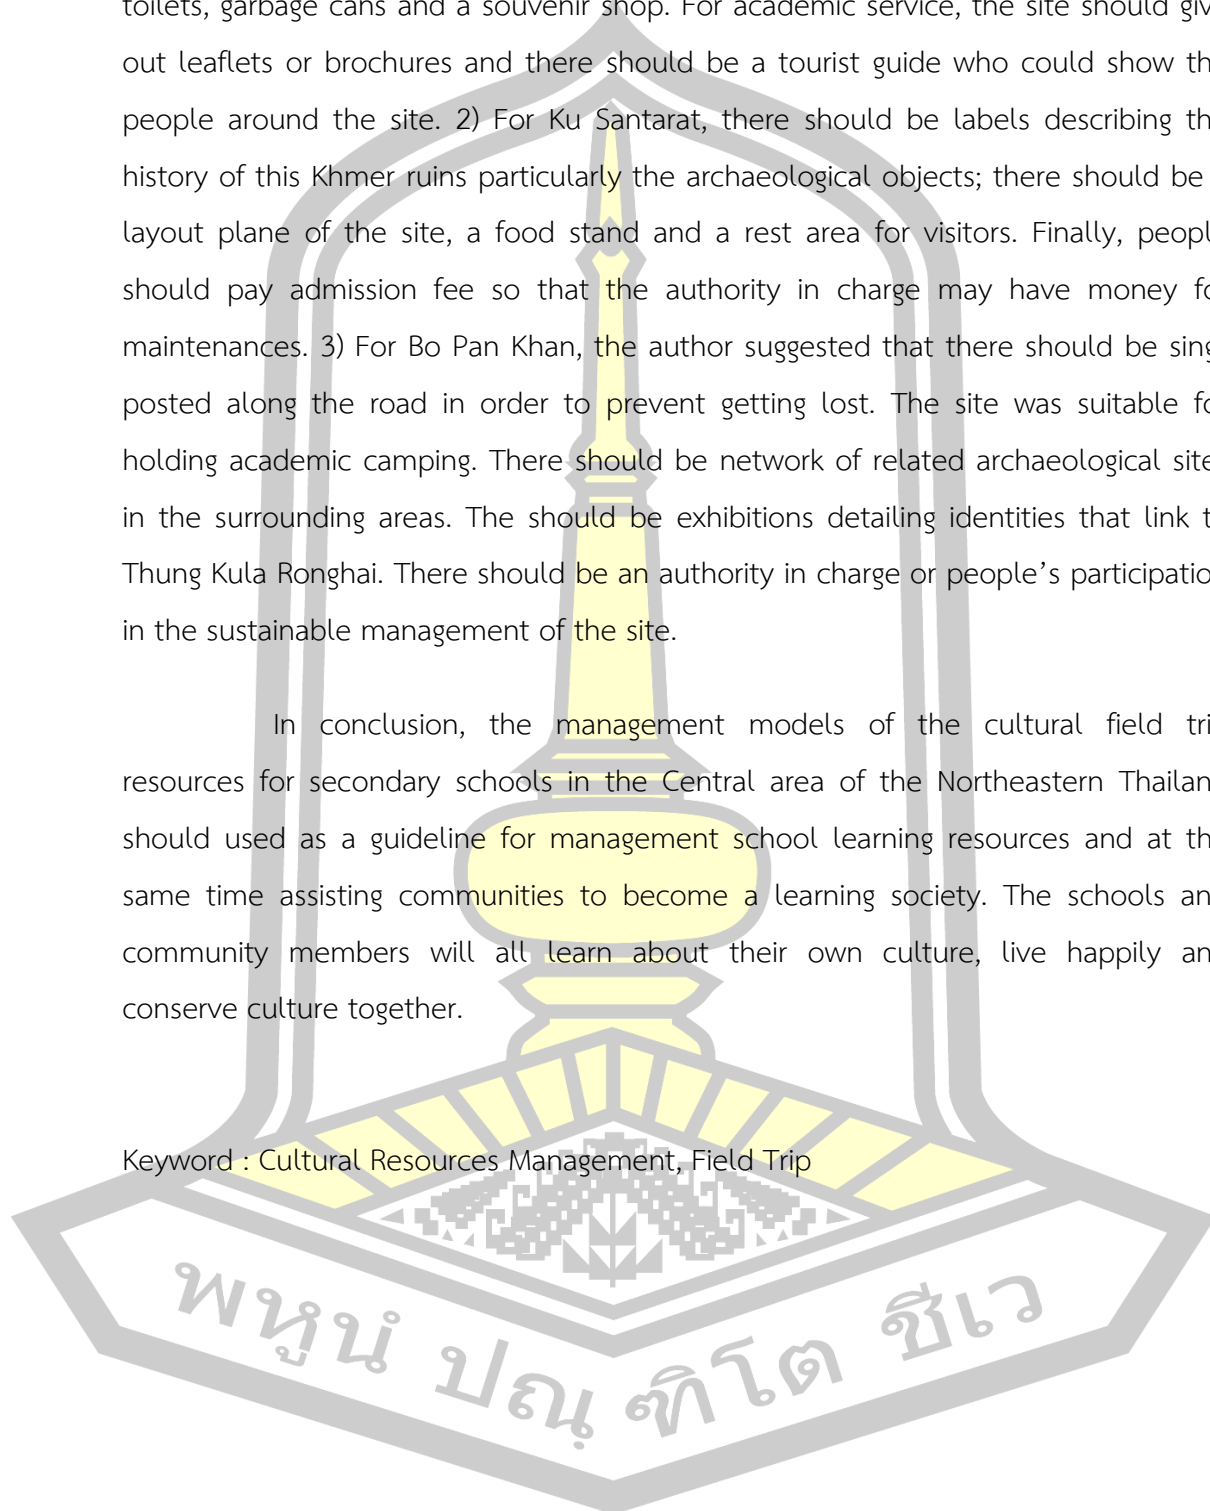 toilets, garbage cans and a souvenir shop. For academic service, the site should giv
out leaflets or brochures and there should be a tourist guide who could show th
people around the site. 2) For Ku Santarat, there should be labels describing th
history of this Khmer ruins particularly the archaeological objects; there should be
layout plane of the site, a food stand and a rest area for visitors. Finally, peopl
should pay admission fee so that the authority in charge may have money fo
maintenances. 3) For Bo Pan Khan, the author suggested that there should be sing
posted along the road in order to prevent getting lost. The site was suitable fo
holding academic camping. There should be network of related archaeological site
in the surrounding areas. The should be exhibitions detailing identities that link t
Thung Kula Ronghai. There should be an authority in charge or people’s participatio
in the sustainable management of the site.
In conclusion, the management models of the cultural field tri
resources for secondary schools in the Central area of the Northeastern Thailan
should used as a guideline for management school learning resources and at th
same time assisting communities to become a learning society. The schools an
community members will all learn about their own culture, live happily an
conserve culture together.
Keyword : Cultural Resources Management, Field Trip
พหูนํ ปณฺฑิโต ชีเว